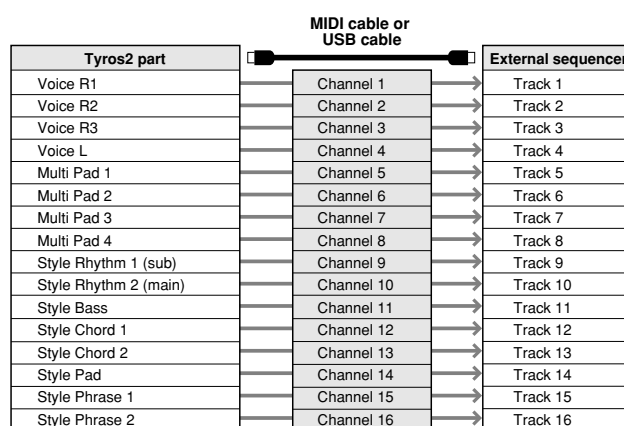 MIDI cable or
USB cable
Tyros2 part External sequencer
Voice R1 Channel 1 Track 1
Voice R2 Channel 2 Track 2
Voice R3 Channel 3 Track 3
Voice L Channel 4 Track 4
Multi Pad 1 Channel 5 Track 5
Multi Pad 2 Channel 6 Track 6
Multi Pad 3 Channel 7 Track 7
Multi Pad 4 Channel 8 Track 8
Style Rhythm 1 (sub) Channel 9 Track 9
Style Rhythm 2 (main) Channel 10 Track 10
Style Bass Channel 11 Track 11
Style Chord 1 Channel 12 Track 12
Style Chord 2 Channel 13 Track 13
Style Pad Channel 14 Track 14
Style Phrase 1 Channel 15 Track 15
Style Phrase 2 Channel 16 Track 16